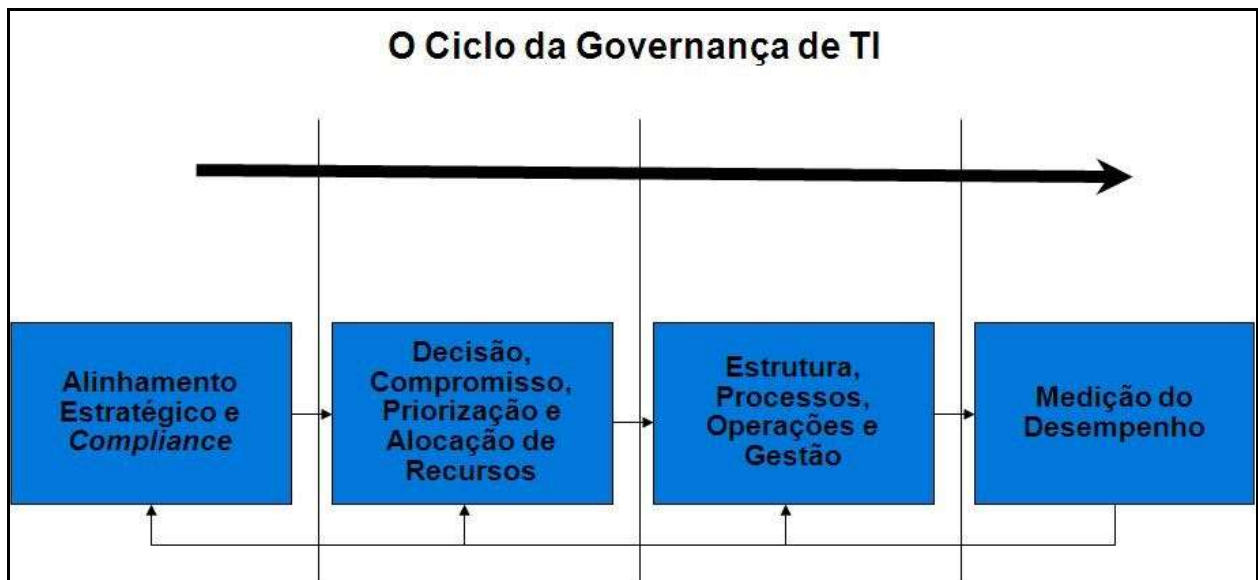 O Ciclo da Governança de TI
Alinhamento
Estratégico e
Compliance
Decisão,
Compromisso,
Priorização e
Alocação de
Recursos
Estrutura,
Processos,
Operações e
Gestão
Medição do
Desempenho